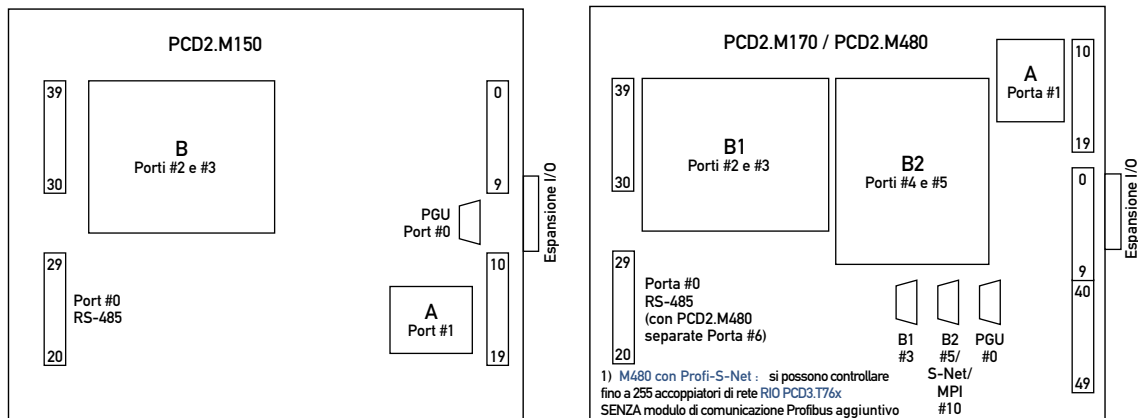 PCD2.M150
39
30
B
Porti #2 e #3
0
9
PGU
Port #0
Espansione I/O
29
20
Port #0
RS-485
A
Port #1
10
19
PCD2.M170 / PCD2.M480
39
30
B1
Porti #2 e #3
B2
Porti #4 e #5
A
Porta #1
10
19
0
9
40
49
Espansione I/O
29
20
Porta #0
RS-485
(con PCD2.M480
separate Porta #6)
B1
#3
B2
#5/
S-Net/
MPI
#10
PGU
#0
1) M480 con Profi-S-Net : si possono controllare
fino a 255 accoppiatori di rete RIO PCD3.T76x
SENZA modulo di comunicazione Profibus aggiuntivo